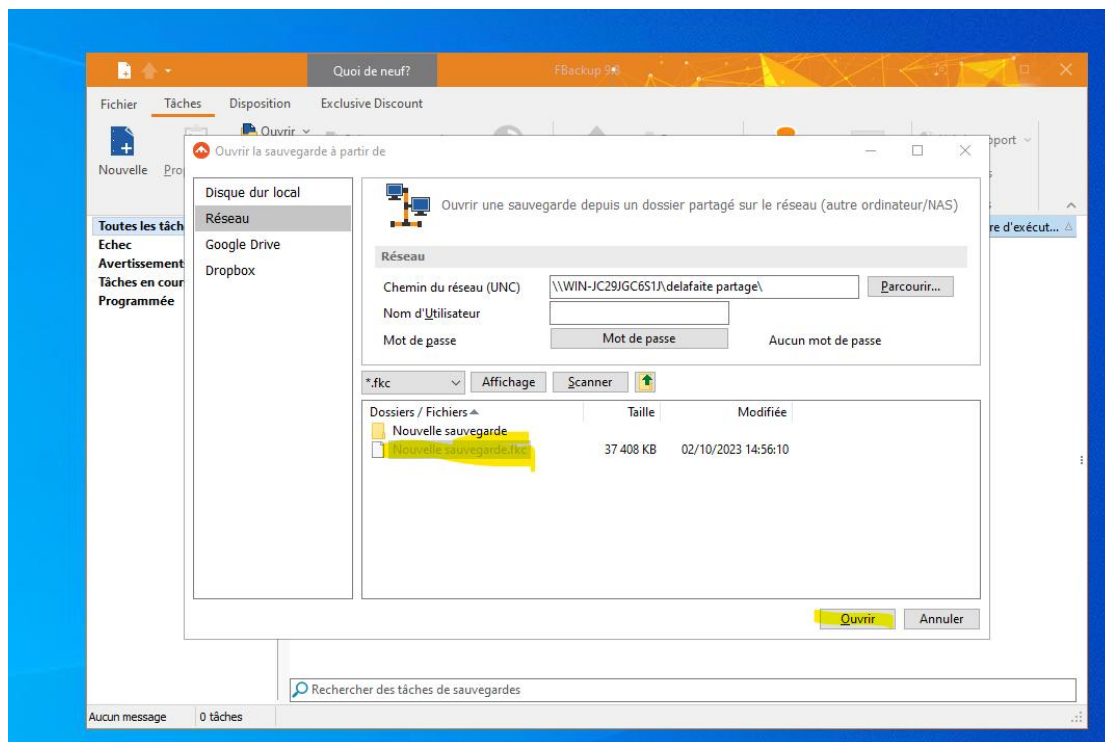 Quoi de neuf?
FBackup 9.8
Fichier Tâches Disposition Exclusive Discount
Ouvrir
Nouvelle
Ouvrir la sauvegarde à partir de
Disque dur local
Réseau
Google Drive
Dropbox
Ouvrir une sauvegarde depuis un dossier partagé sur le réseau (autre ordinateur/NAS)
Réseau
Chemin du réseau (UNC) \\WIN-JC29JGC6S1J\delafaite partage\ Parcourir...
Nom d'Utilisateur
Mot de passe Mot de passe Aucun mot de passe
*.fkc Affichage Scanner
Dossiers / Fichiers Taille Modifiée
Nouvelle sauvegarde
Nouvelle sauvegarde.fkc 37 408 KB 02/10/2023 14:56:10
Ouvrir Annuler
Toutes les tâch
Echec
Avertissement
Tâches en cour
Programmée
re d'exécut...
Rechercher des tâches de sauvegardes
Aucun message 0 tâches